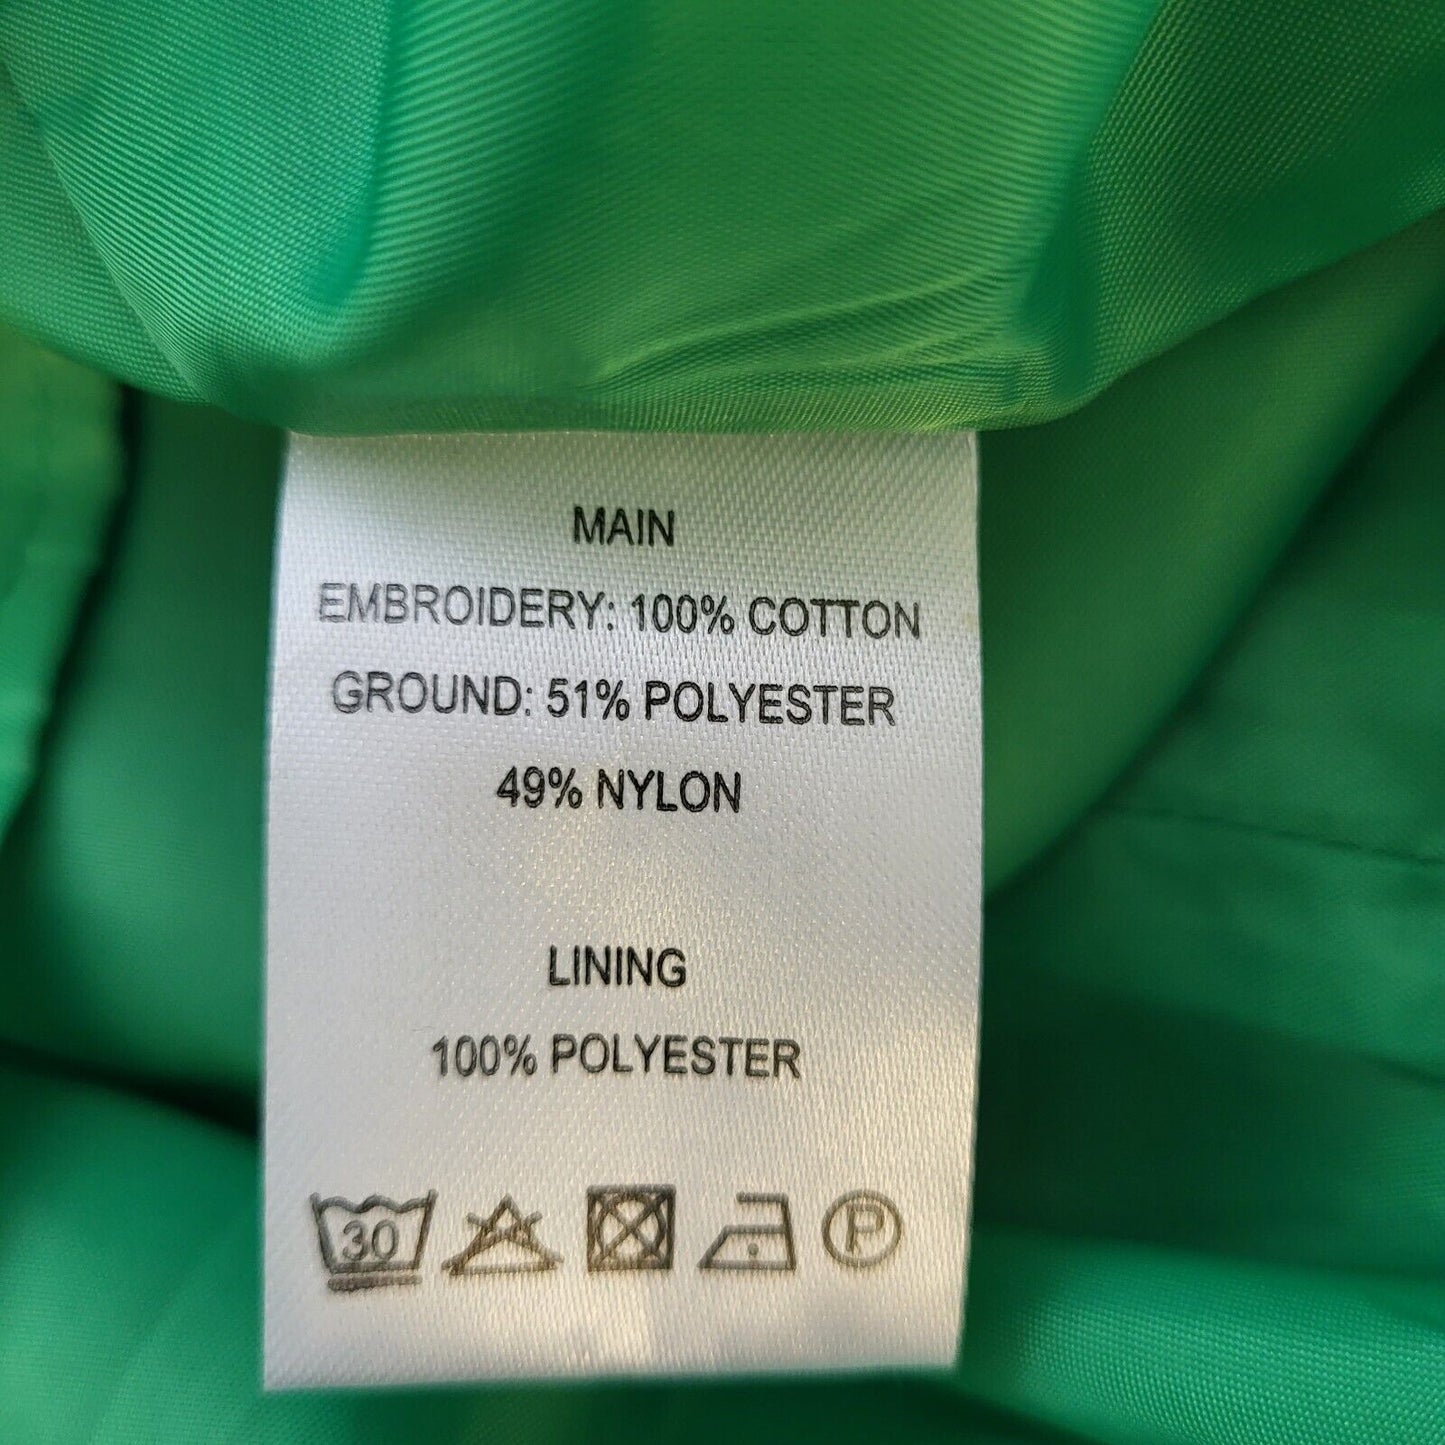 MAIN
EMBROIDERY: 100% COTTON
GROUND: 51% POLYESTER
49% NYLON
LINING
100% POLYESTER
30 P